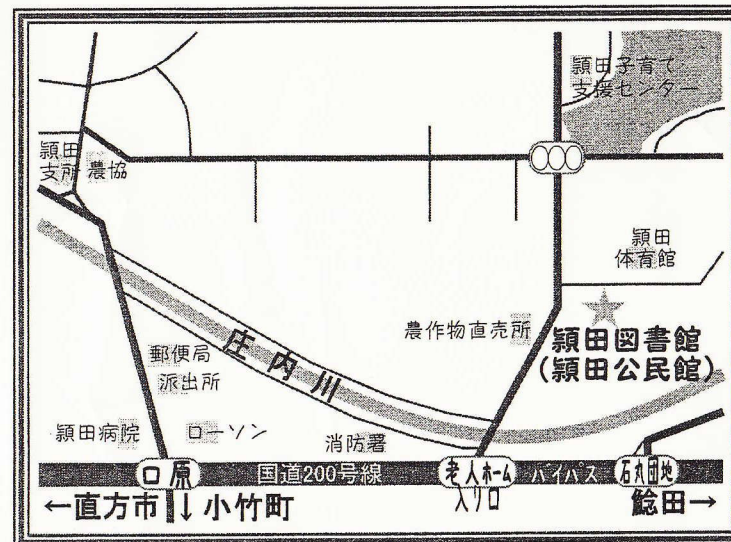 頴田子育て
支援センター
頴田
支所
農協
頴田
体育館
農作物直売所
頴田図書館
(頴田公民館)
庄内川
郵便局
派出所
頴田病院
ローソン
消防署
口原
国道200号線
老人ホーム
入り口
バイパス
石丸団地
←直方市
↓小竹町
鯰田→